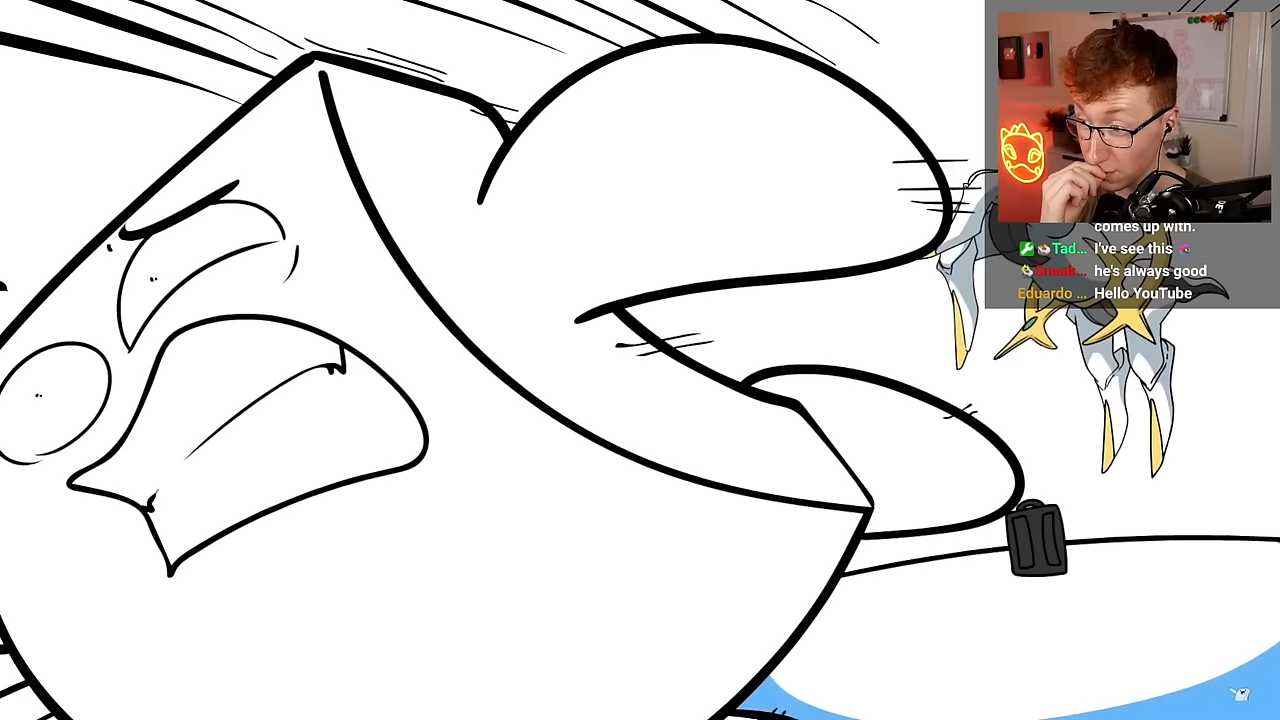 comes up with.
Tad... I've see this
Sneak... he's always good
Eduardo ... Hello YouTube